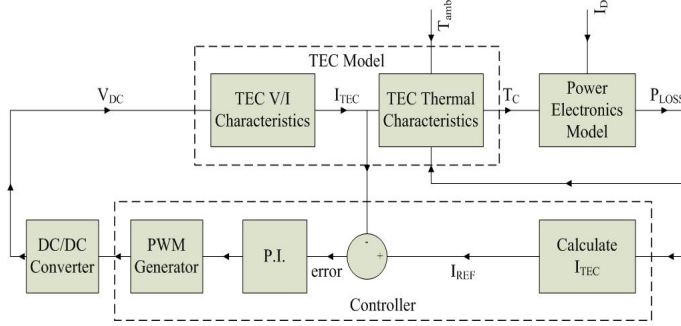 T_amb
I_D
TEC Model
V_DC
TEC V/I
Characteristics
I_TEC
TEC Thermal
Characteristics
T_C
Power
Electronics
Model
P_LOSS
DC/DC
Converter
PWM
Generator
P.I.
error
-
+
I_REF
Calculate
I_TEC
Controller